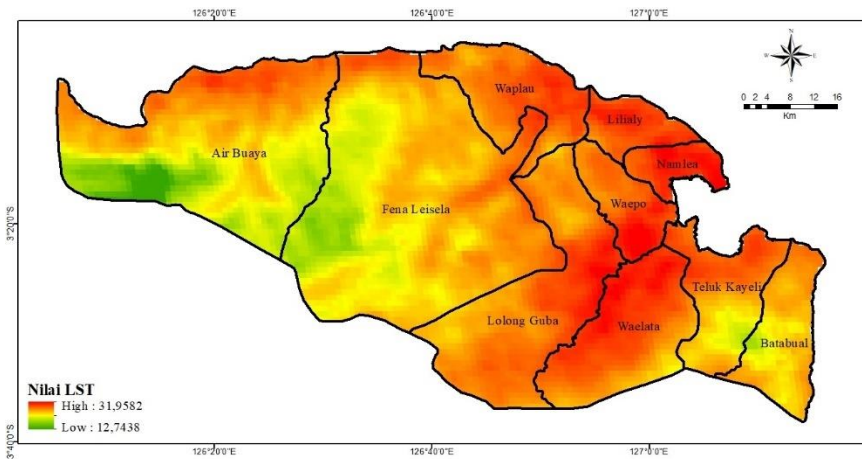 126°20'0"E 126°40'0"E 127°0'0"E
N
W E
S
0 2 4 8 12 16
Km
Waplau
Lilialy
Namlea
Air Buaya
Fena Leisela
Waepo
3°20'0"S
Teluk Kayeli
Lolong Guba
Waelata
Batabual
Nilai LST
High : 31,9582
Low : 12,7438
3°40'0"S
126°20'0"E 126°40'0"E 127°0'0"E